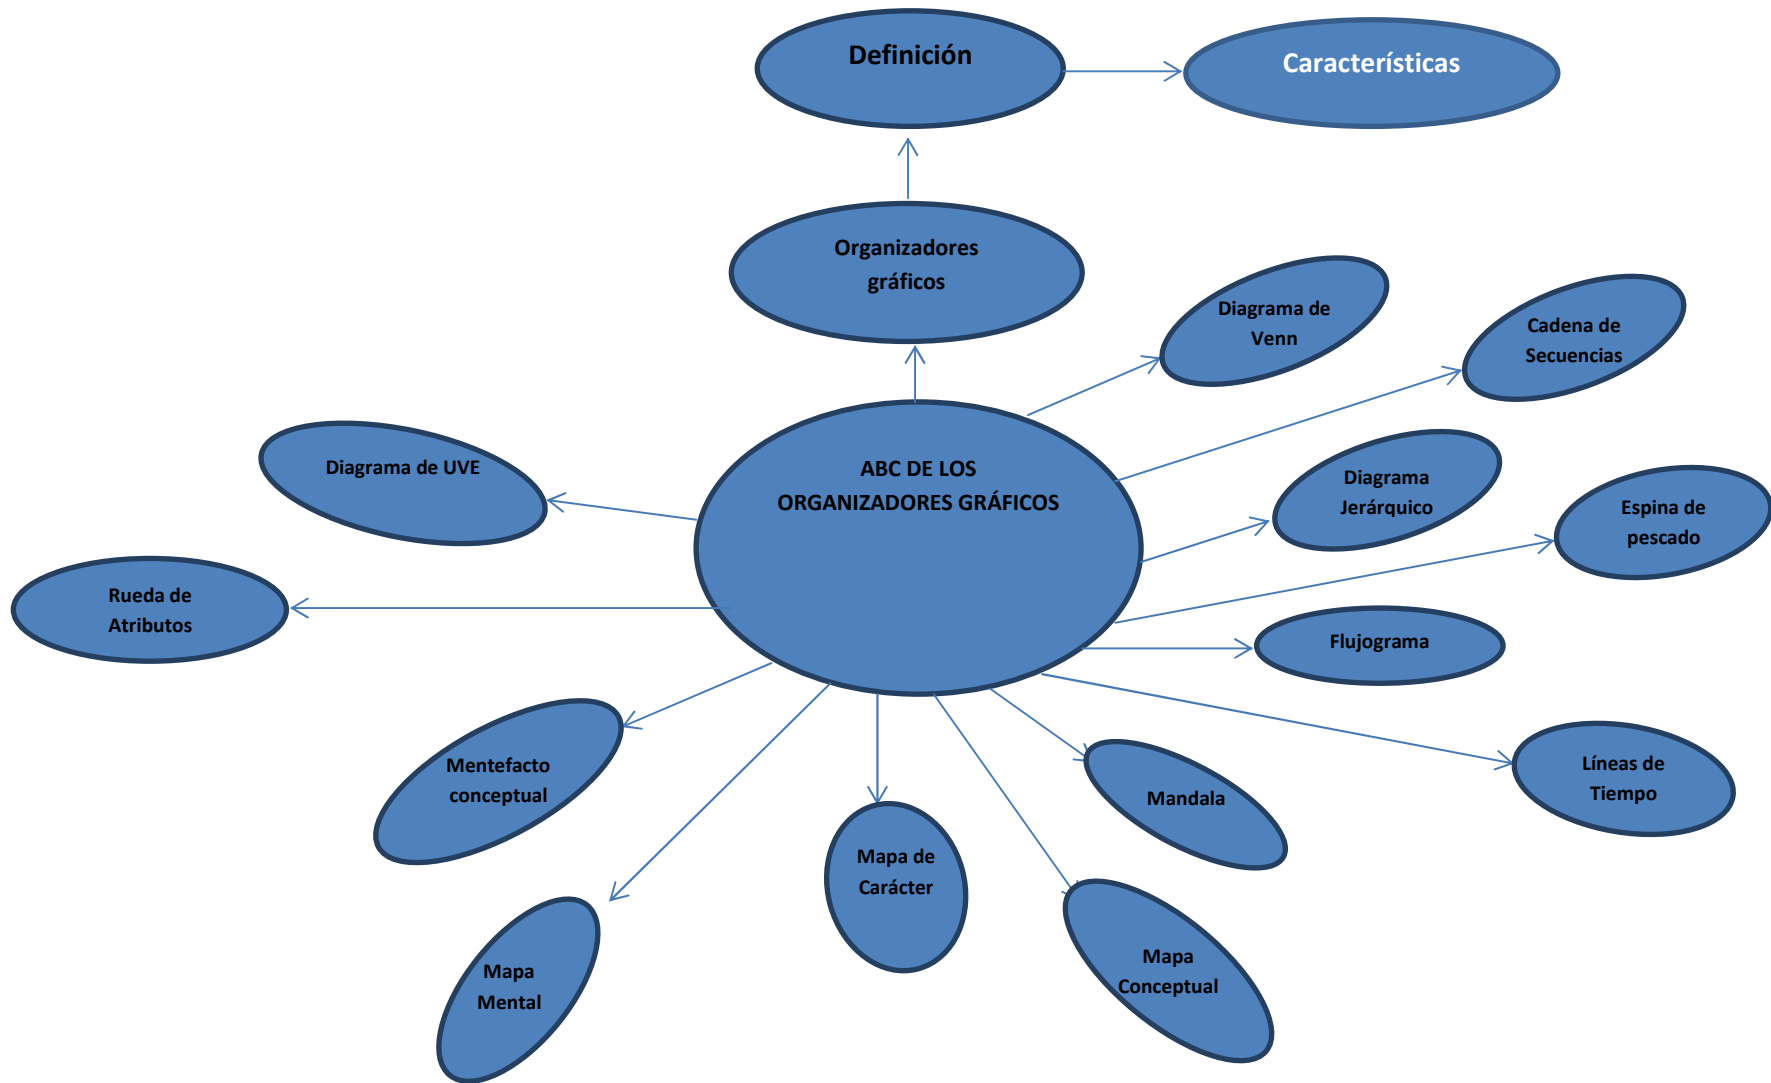 Definición
Características
Organizadores
gráficos
Diagrama de
Venn
Cadena de
Secuencias
ABC DE LOS
ORGANIZADORES GRÁFICOS
Diagrama de UVE
Diagrama
Jerárquico
Espina de
pescado
Rueda de
Atributos
Flujograma
Mentefacto
conceptual
Líneas de
Tiempo
Mandala
Mapa de
Carácter
Mapa
Conceptual
Mapa
Mental